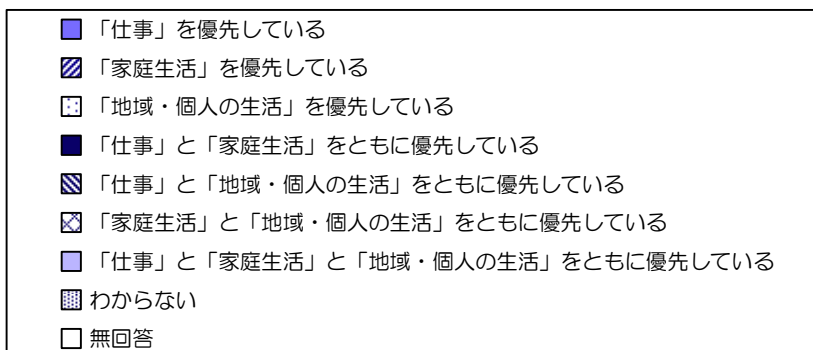 「仕事」を優先している
「家庭生活」を優先している
「地域・個人の生活」を優先している
「仕事」と「家庭生活」をともに優先している
「仕事」と「地域・個人の生活」をともに優先している
「家庭生活」と「地域・個人の生活」をともに優先している
「仕事」と「家庭生活」と「地域・個人の生活」をともに優先している
わからない
無回答